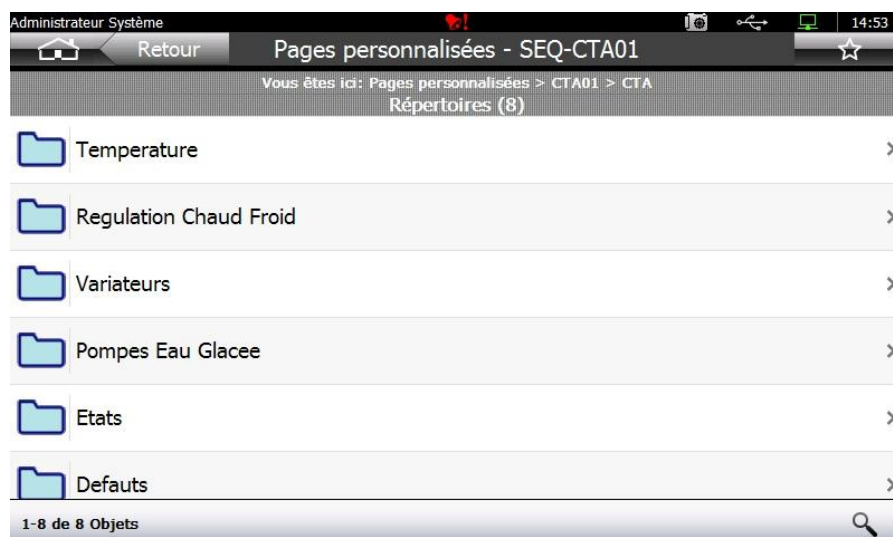 Administrateur Système 14:53
Retour Pages personnalisées - SEQ-CTA01
Vous êtes ici: Pages personnalisées > CTA01 > CTA
Répertoires (8)
Temperature
Regulation Chaud Froid
Variateurs
Pompes Eau Glacee
Etats
Defauts
1-8 de 8 Objets